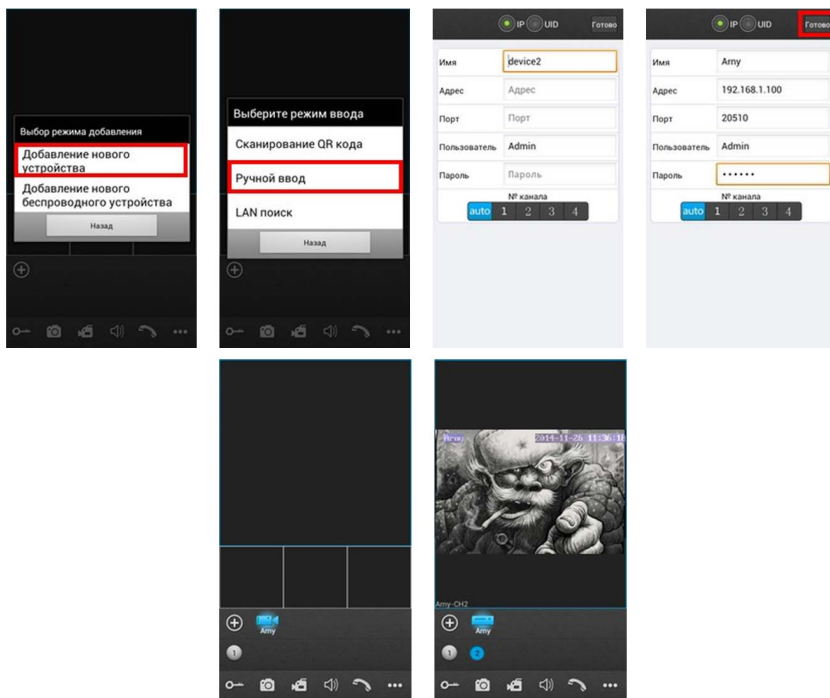 Выбор режима добавления
Добавление нового
устройства
Добавление нового
беспроводного устройства
Назад
Выберите режим ввода
Сканирование QR кода
Ручной ввод
LAN поиск
Назад
IP UID Готово
Имя device2
Адрес Адрес
Порт Порт
Пользователь Admin
Пароль Пароль
№ канала
auto 1 2 3 4
IP UID Готово
Имя Arny
Адрес 192.168.1.100
Порт 20510
Пользователь Admin
Пароль ••••••
№ канала
auto 1 2 3 4
Arny
1
Arny 2014-11-26 11:36:18
Arny-CH2
Arny
1 2